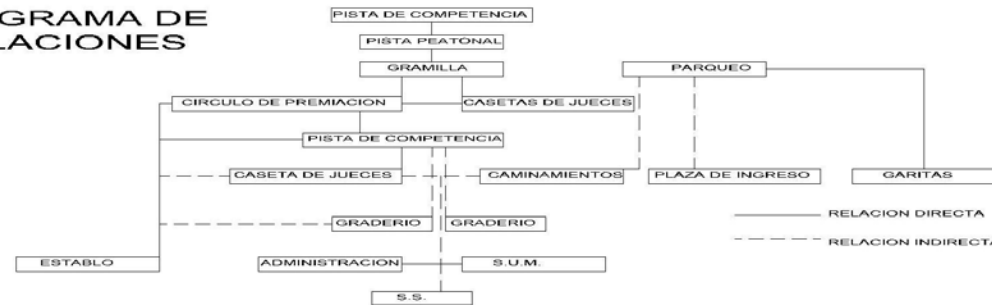 GRAMA DE
LACIONES
PISTA DE COMPETENCIA
PISTA PEATONAL
GRAMILLA
PARQUEO
CIRCULO DE PREMIACION
CASETAS DE JUECES
PISTA DE COMPETENCIA
CASETA DE JUECES
CAMINAMIENTOS
PLAZA DE INGRESO
GARITAS
GRADERIO
GRADERIO
RELACION DIRECTA
RELACION INDIRECTA
ESTABLO
ADMINISTRACION
S.U.M.
S.S.